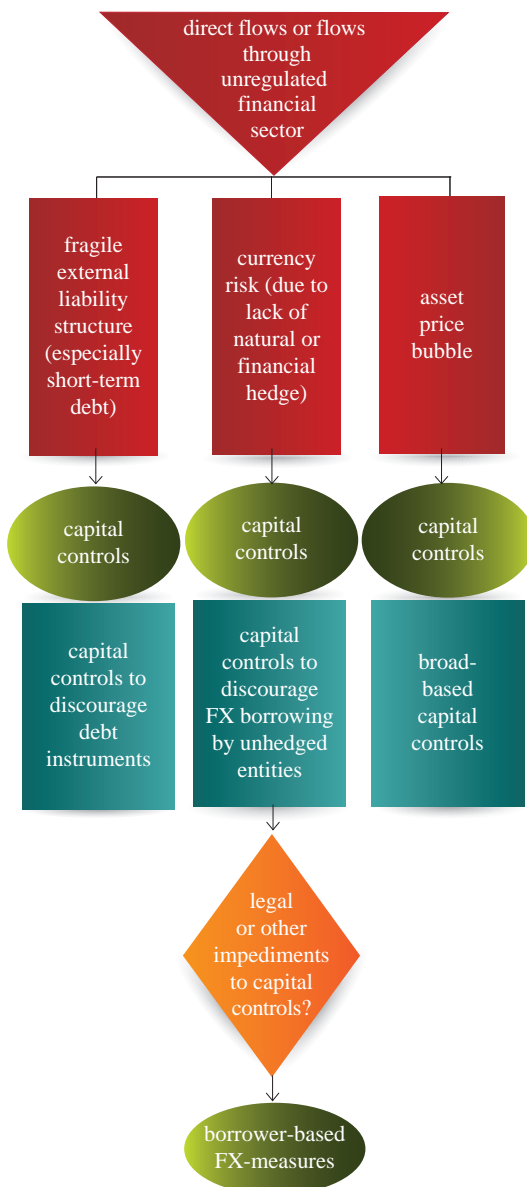 direct flows or flows
through
unregulated
financial
sector
fragile
external
liability
structure
(especially
short-term
debt)
currency
risk (due to
lack of
natural or
financial
hedge)
asset
price
bubble
capital
controls
capital
controls
capital
controls
capital
controls to
discourage
debt
instruments
capital
controls to
discourage
FX borrowing
by unhedged
entities
broad-
based
capital
controls
legal
or other
impediments
to capital
controls?
borrower-based
FX-measures